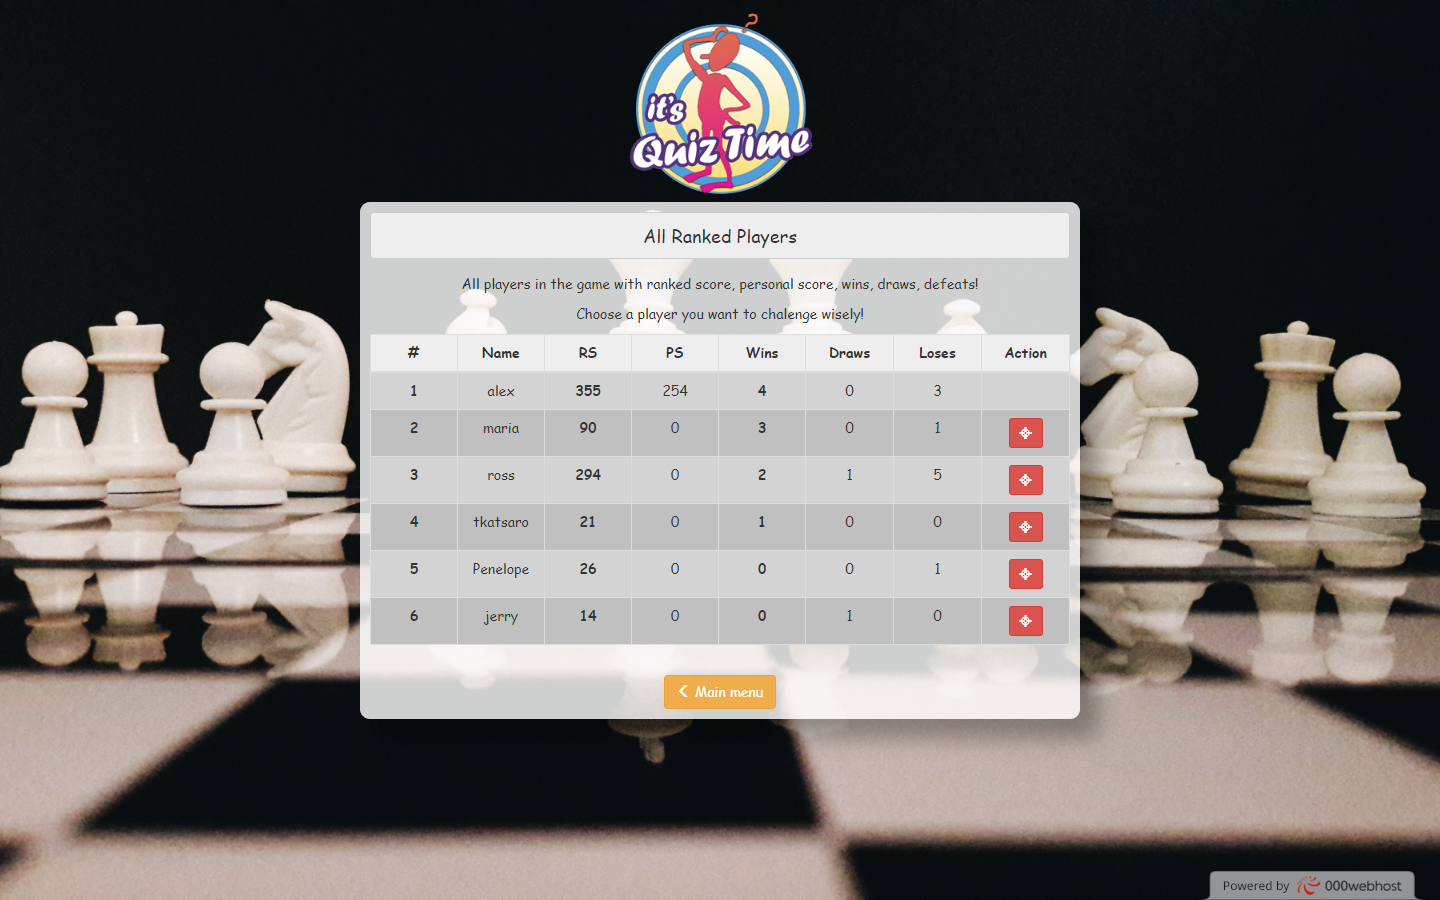 ?
it's
Quiz Time
All Ranked Players
All players in the game with ranked score, personal score, wins, draws, defeats!
Choose a player you want to chalenge wisely!
# Name RS PS Wins Draws Loses Action
1 alex 355 254 4 0 3
2 maria 90 0 3 0 1
3 ross 294 0 2 1 5
4 tkatsaro 21 0 1 0 0
5 Penelope 26 0 0 0 1
6 jerry 14 0 0 1 0
Main menu
Powered by 000webhost